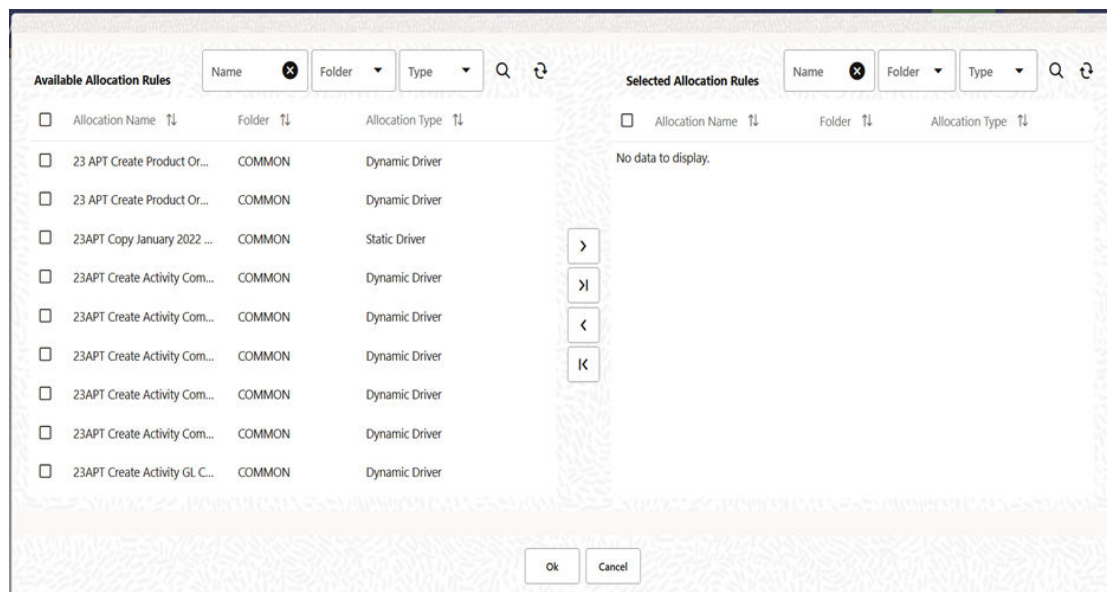 Available Allocation Rules Name Folder Type
Allocation Name Folder Allocation Type
23 APT Create Product Or... COMMON Dynamic Driver
23 APT Create Product Or... COMMON Dynamic Driver
23APT Copy January 2022 ... COMMON Static Driver
23APT Create Activity Com... COMMON Dynamic Driver
23APT Create Activity Com... COMMON Dynamic Driver
23APT Create Activity Com... COMMON Dynamic Driver
23APT Create Activity Com... COMMON Dynamic Driver
23APT Create Activity Com... COMMON Dynamic Driver
23APT Create Activity GL C... COMMON Dynamic Driver
Selected Allocation Rules Name Folder Type
Allocation Name Folder Allocation Type
No data to display.
Ok Cancel